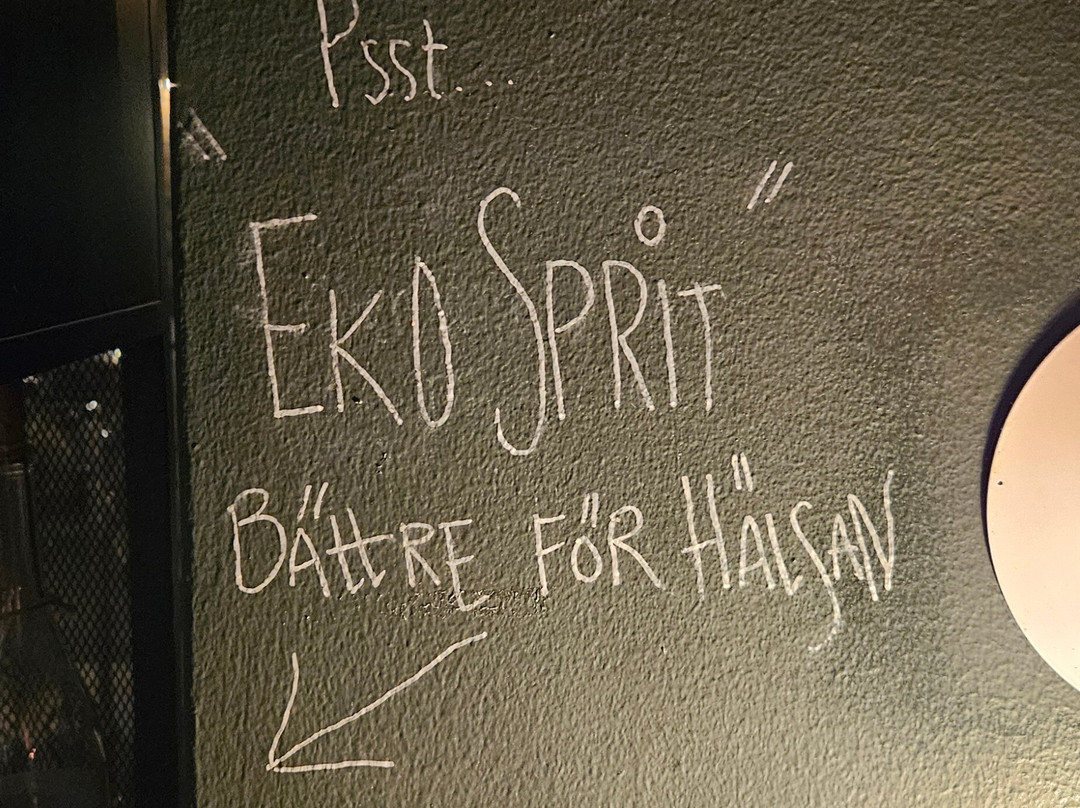 Psst...
"EKO SPRIT"
BÄttRE FÖR HÄLSAN